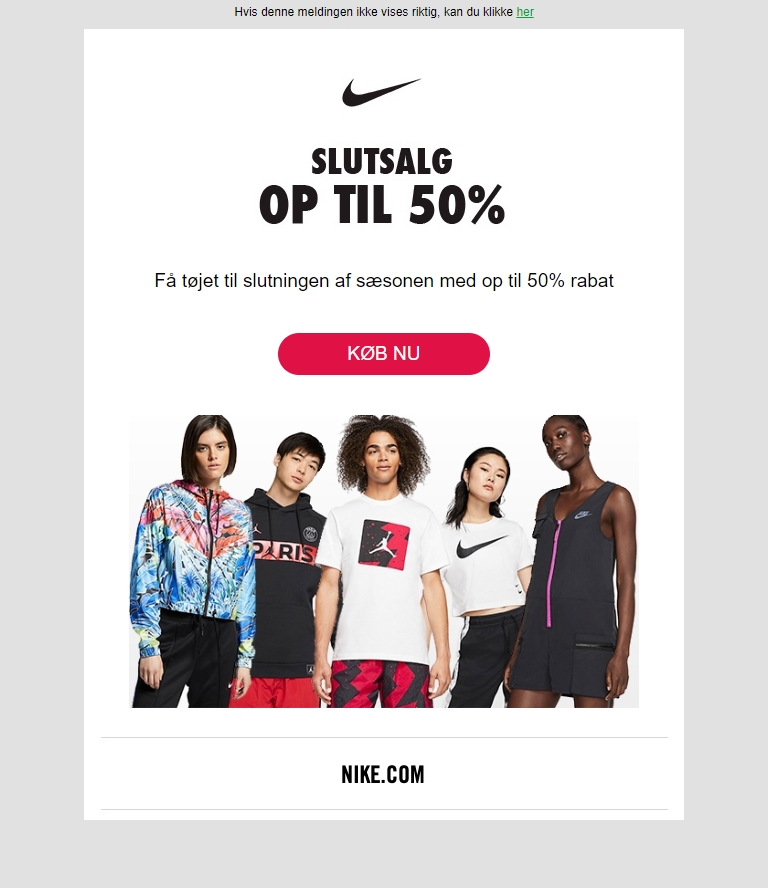 Hvis denne meldingen ikke vises riktig, kan du klikke her
SLUTSALG
OP TIL 50%
Få tøjet til slutningen af sæsonen med op til 50% rabat
KØB NU
PARIS
NIKE.COM